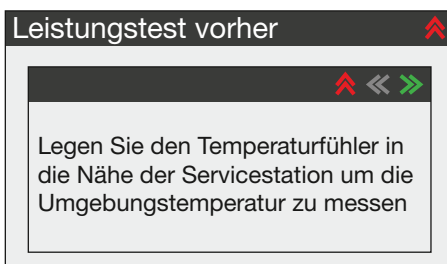 Leistungstest vorher
Legen Sie den Temperaturfühler in
die Nähe der Servicestation um die
Umgebungstemperatur zu messen